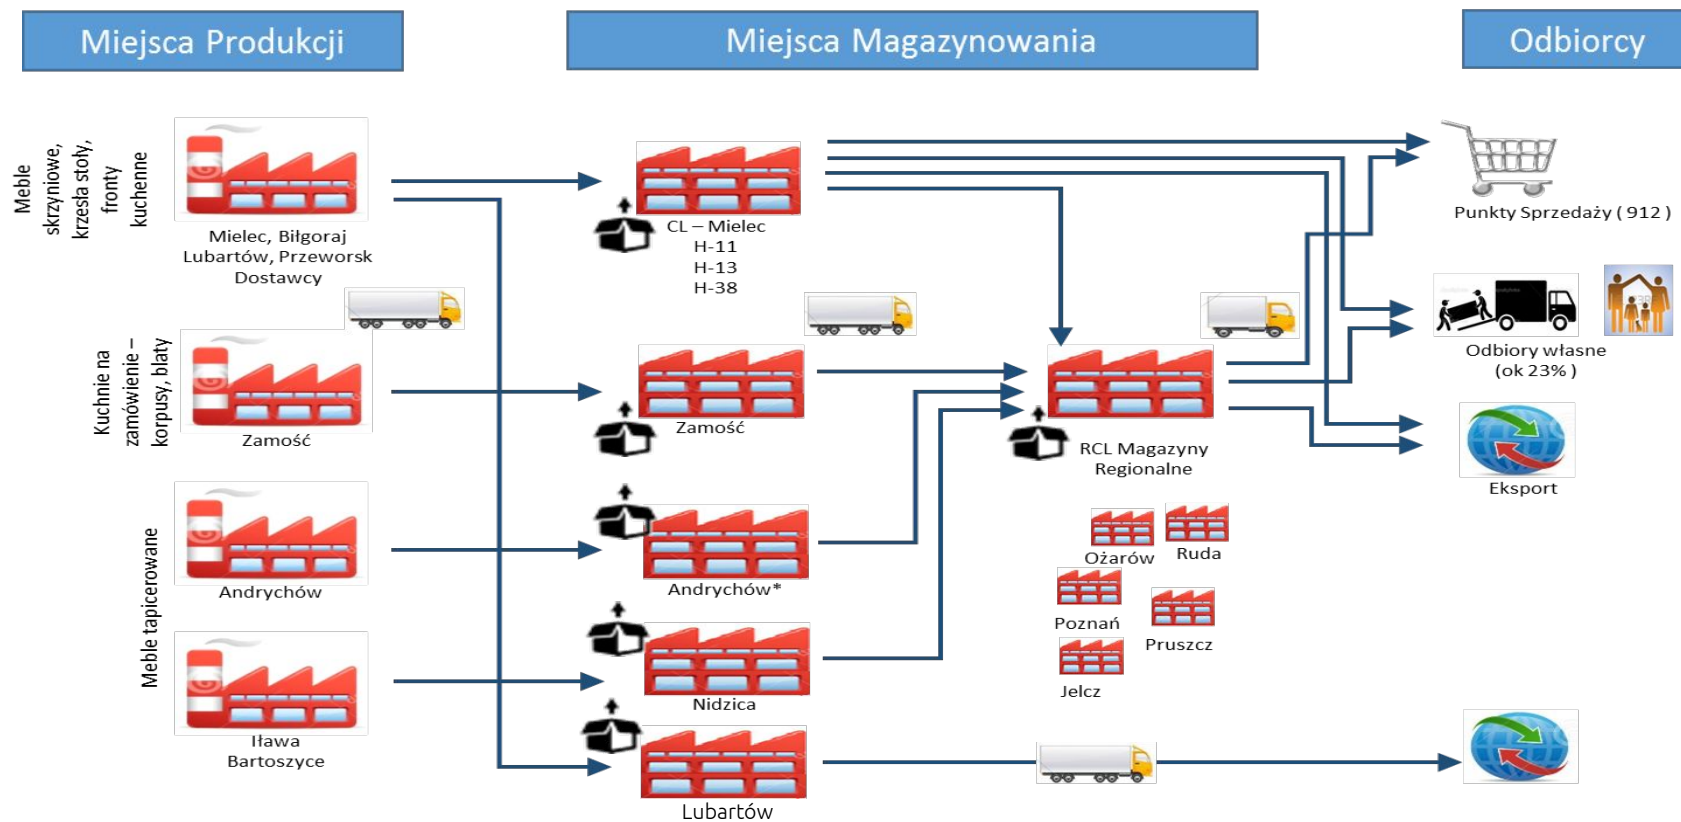 Miejsca Produkcji
Miejsca Magazynowania
Odbiorcy
Meble
skrzyniowe,
krzesła stoły,
fronty
kuchenne
Mielec, Biłgoraj
Lubartów, Przeworsk
Dostawcy
Kuchnie na
zamówienie –
korpusy, blaty
Zamość
Meble tapicerowane
Andrychów
Iława
Bartoszyce
CL – Mielec
H-11
H-13
H-38
Zamość
Andrychów*
Nidzica
Lubartów
RCL Magazyny
Regionalne
Ożarów
Ruda
Poznań
Pruszcz
Jelcz
Punkty Sprzedaży ( 912 )
Odbiory własne
(ok 23% )
Eksport